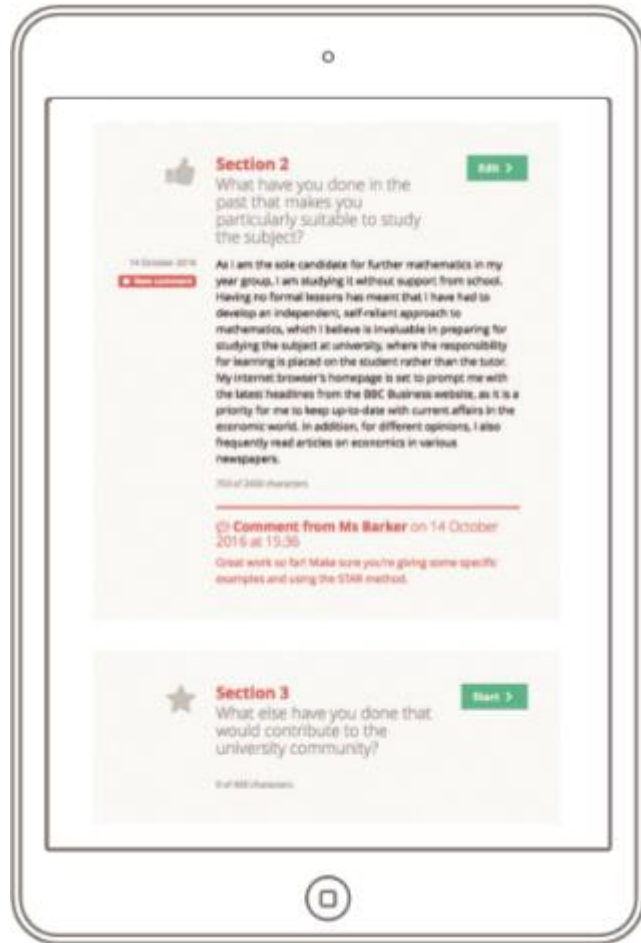 Section 2
Edit >
What have you done in the
past that makes you
particularly suitable to study
the subject?
14 October 2016
New comment
As I am the sole candidate for further mathematics in my
year group, I am studying it without support from school.
Having no formal lessons has meant that I have had to
develop an independent, self-reliant approach to
mathematics, which I believe is invaluable in preparing for
studying the subject at university, where the responsibility
for learning is placed on the student rather than the tutor.
My internet browser's homepage is set to prompt me with
the latest headlines from the BBC Business website, as it is a
priority for me to keep up-to-date with current affairs in the
economic world. In addition, for different opinions, I also
frequently read articles on economics in various
newspapers.
characters
Comment from Ms Barker on 14 October
2016 at 15:36
Great work so far! Make sure you're giving some specific
examples and using the STAR method.
Section 3
Start >
What else have you done that
would contribute to the
university community?
characters